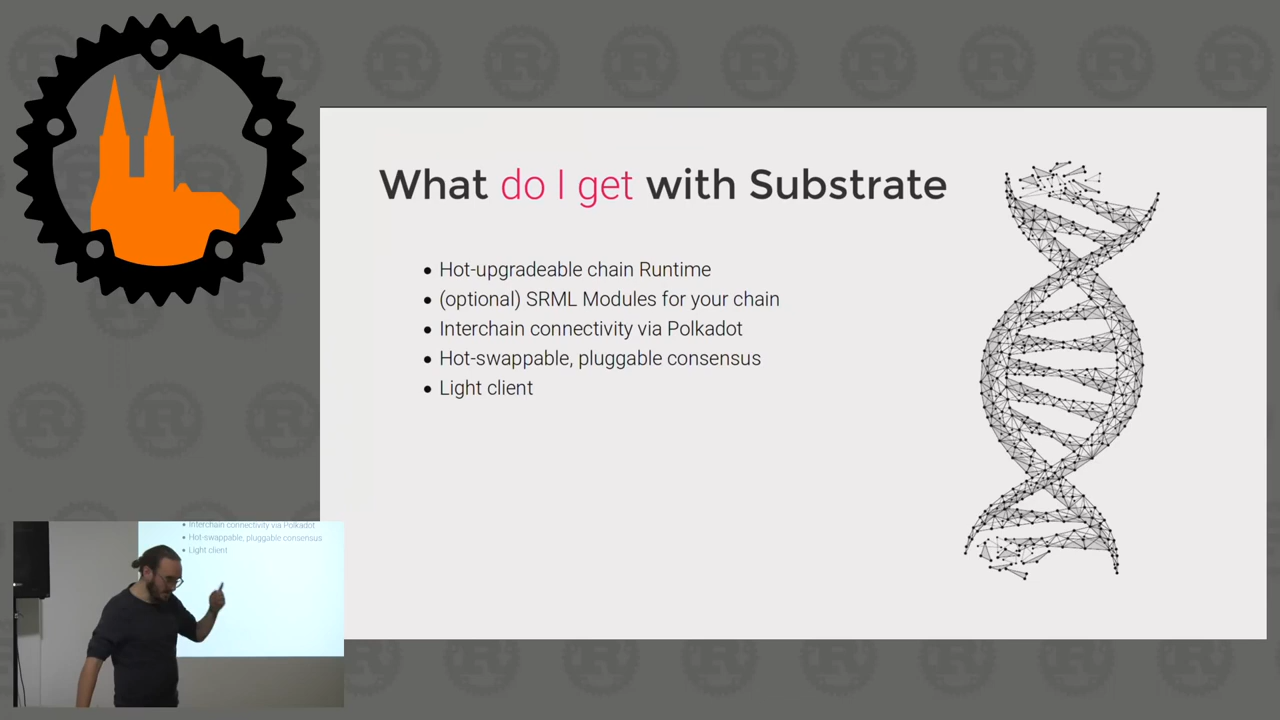 What do I get with Substrate
Hot-upgradeable chain Runtime
(optional) SRML Modules for your chain
Interchain connectivity via Polkadot
Hot-swappable, pluggable consensus
Light client
Interchain connectivity via Polkadot
Hot-swappable, pluggable consensus
Light client